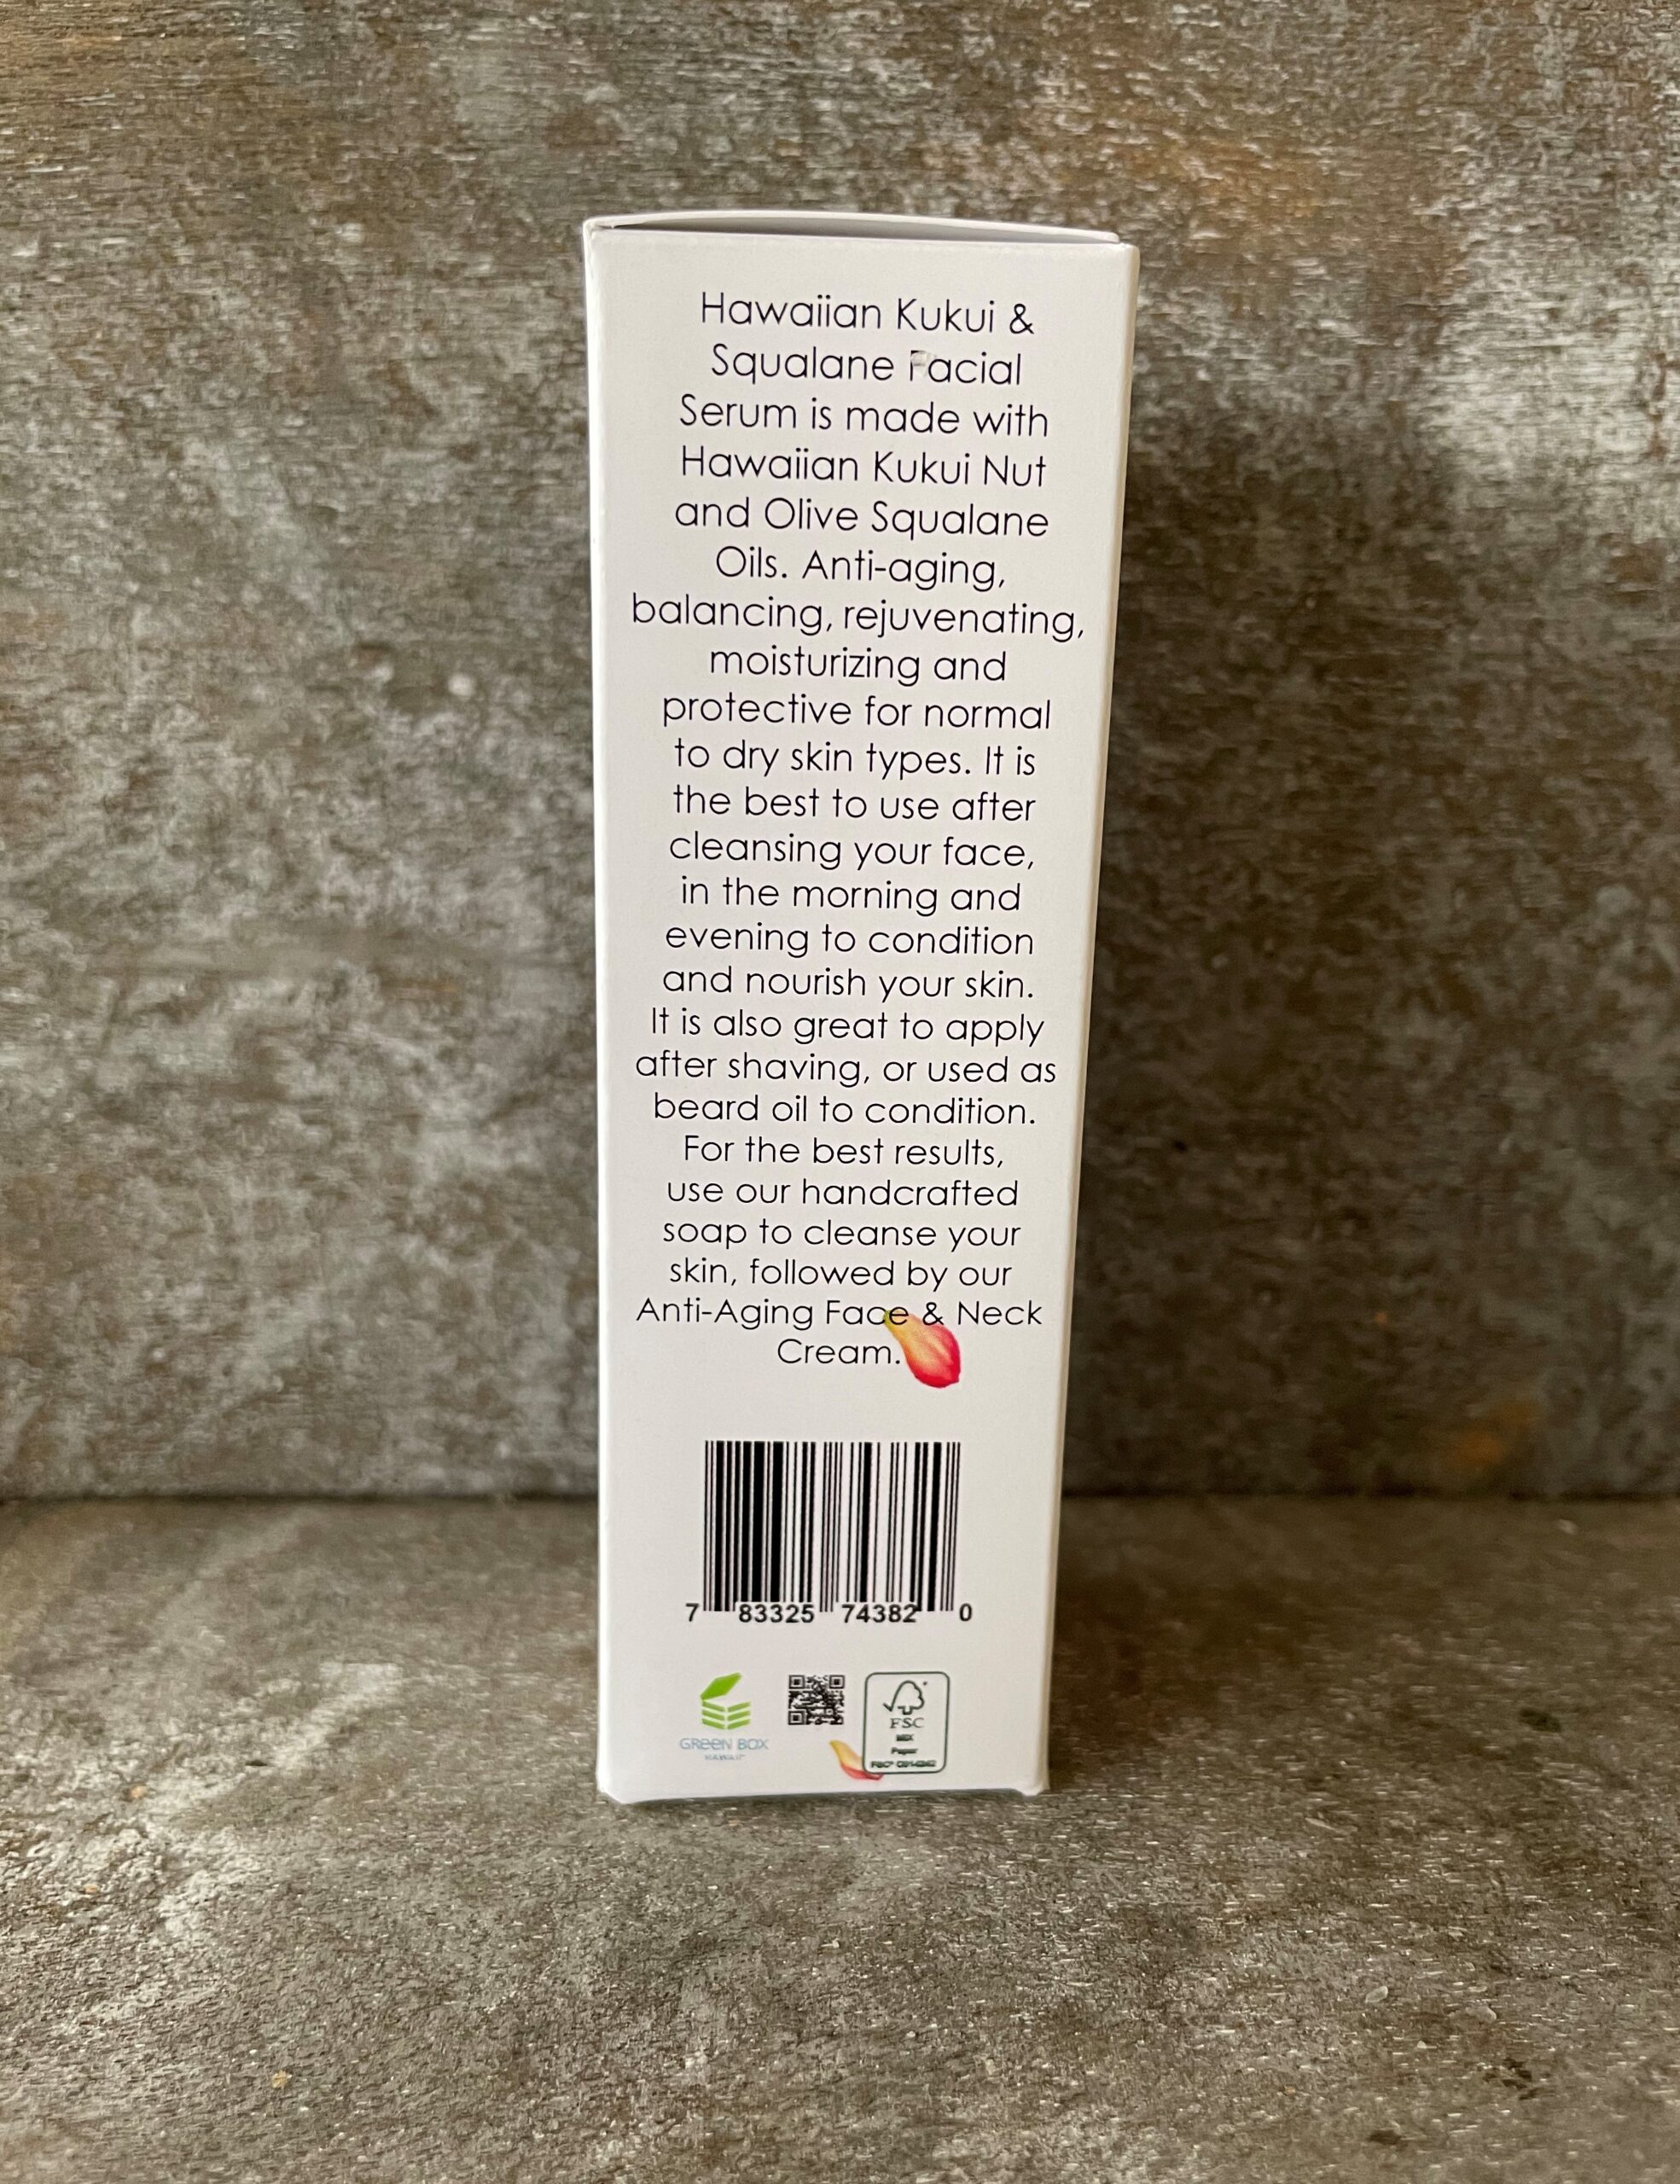 Hawaiian Kukui &
Squalane Facial
Serum is made with
Hawaiian Kukui Nut
and Olive Squalane
Oils. Anti-aging,
balancing, rejuvenating,
moisturizing and
protective for normal
to dry skin types. It is
the best to use after
cleansing your face,
in the morning and
evening to condition
and nourish your skin.
It is also great to apply
after shaving, or used as
beard oil to condition.
For the best results,
use our handcrafted
soap to cleanse your
skin, followed by our
Anti-Aging Face & Neck
Cream.
7 83325 74382 0
GREEN BOX
HAWAII
FSC
MIX
Paper